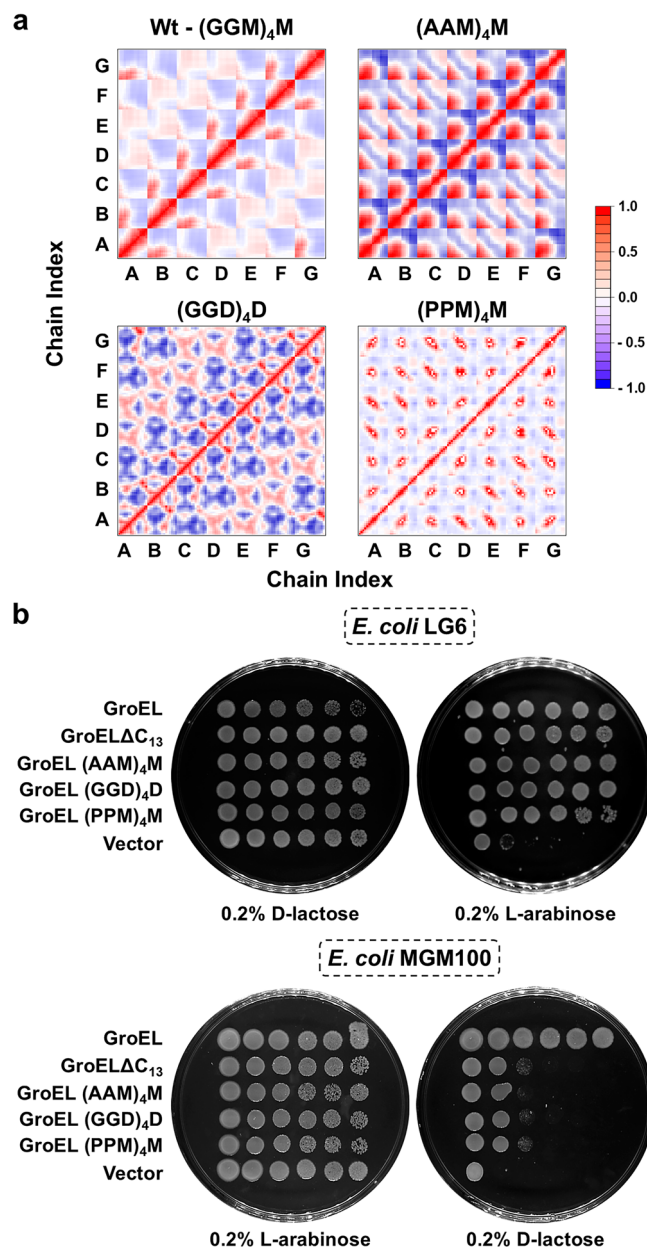 a
Wt - (GGM)₄M (AAM)₄M
G
F
E
D
C
B
A
A B C D E F G
A B C D E F G
1.0
0.5
0.0
- 0.5
- 1.0
Chain Index
(GGD)₄D (PPM)₄M
G
F
E
D
C
B
A
A B C D E F G
A B C D E F G
Chain Index
b
E. coli LG6
GroEL
GroELΔC₁₃
GroEL (AAM)₄M
GroEL (GGD)₄D
GroEL (PPM)₄M
Vector
0.2% D-lactose 0.2% L-arabinose
E. coli MGM100
GroEL
GroELΔC₁₃
GroEL (AAM)₄M
GroEL (GGD)₄D
GroEL (PPM)₄M
Vector
0.2% L-arabinose 0.2% D-lactose